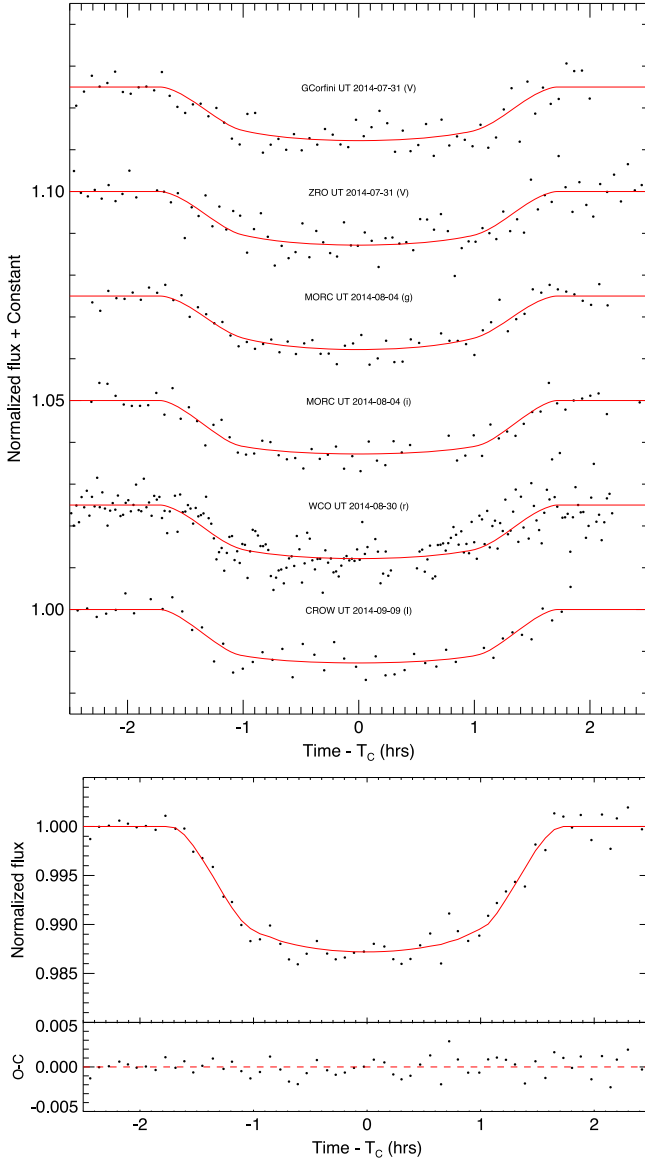 GCorfini UT 2014-07-31 (V)
ZRO UT 2014-07-31 (V)
1.10
MORC UT 2014-08-04 (g)
Normalized flux + Constant
1.05
MORC UT 2014-08-04 (i)
WCO UT 2014-08-30 (r)
1.00
CROW UT 2014-09-09 (I)
-2 -1 0 1 2
Time - T_C (hrs)
1.000
0.995
Normalized flux
0.990
0.985
0.005
0.000
O-C
-0.005
-2 -1 0 1 2
Time - T_C (hrs)